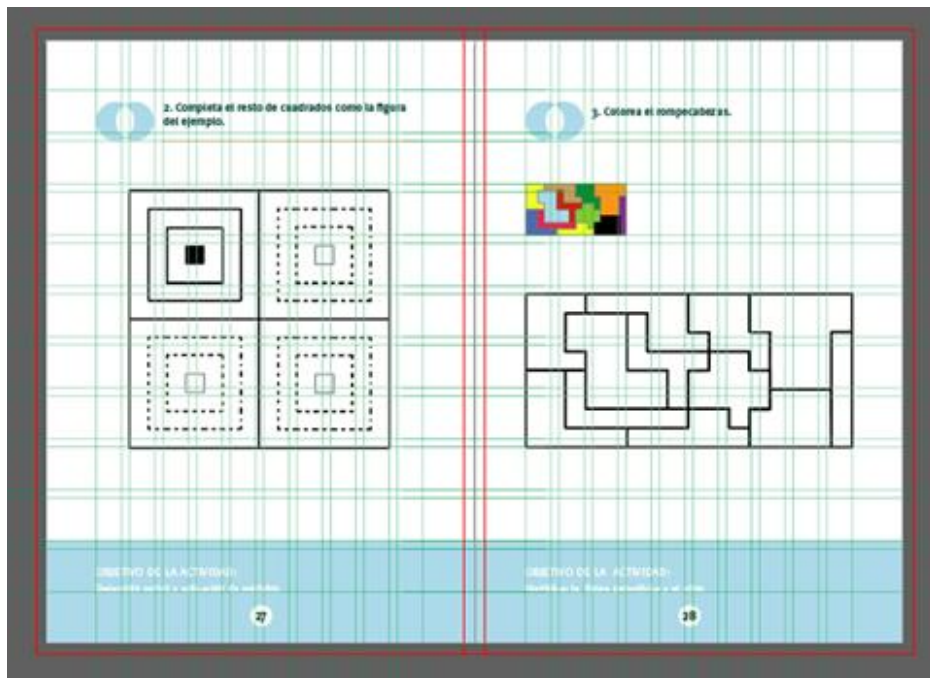 2. Completa el resto de cuadrados como la figura
del ejemplo.
3. Colorea el rompecabezas.
OBJETIVO DE LA ACTIVIDAD:
27
OBJETIVO DE LA ACTIVIDAD:
28